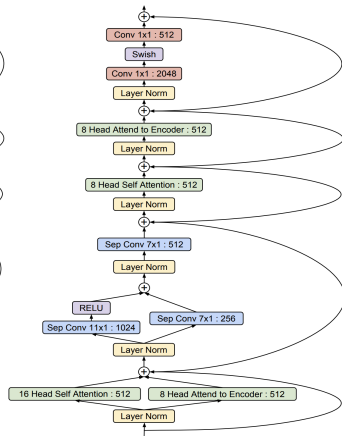 Conv 1x1 : 512
Swish
Conv 1x1 : 2048
Layer Norm
8 Head Attend to Encoder : 512
Layer Norm
8 Head Self Attention : 512
Layer Norm
Sep Conv 7x1 : 512
Layer Norm
RELU
Sep Conv 11x1 : 1024
Sep Conv 7x1 : 256
Layer Norm
16 Head Self Attention : 512
8 Head Attend to Encoder : 512
Layer Norm